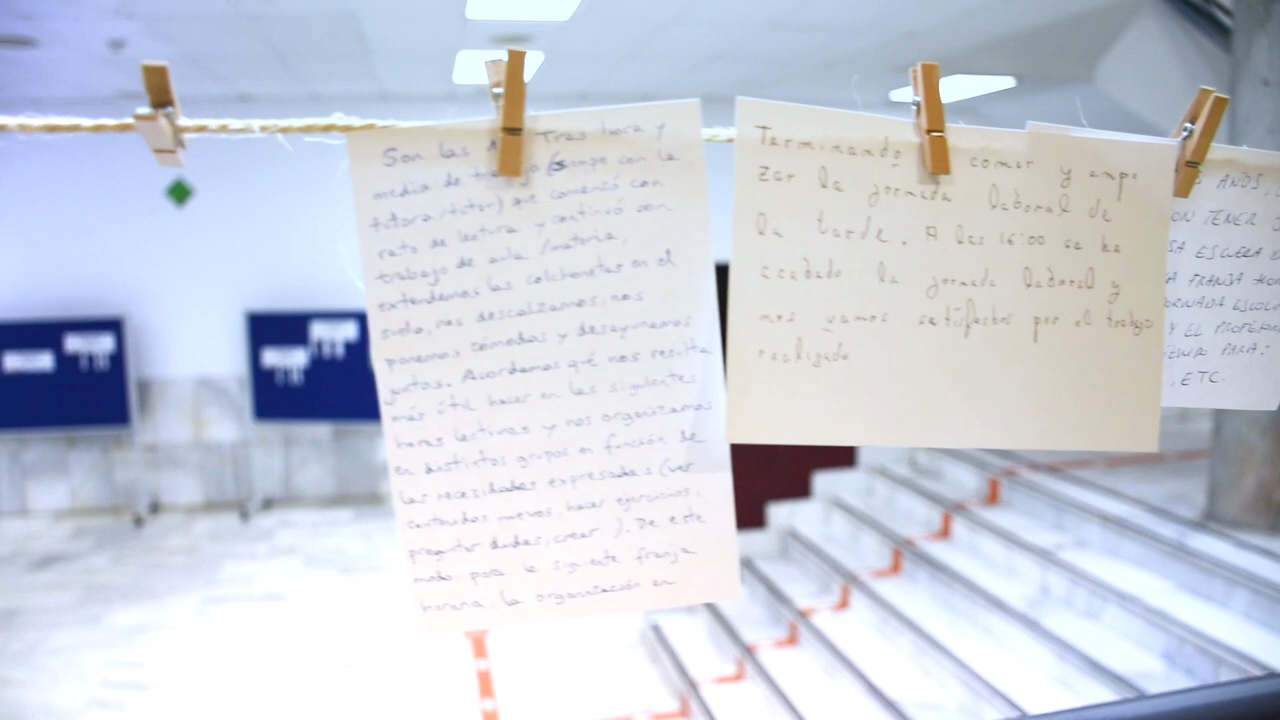 Son las Tras hora y
media de trabajo (siempre con la
tutora/tutor) que comenzó con
rato de lectura y continuó con
trabajo de aula /materia,
extendemos las colchonetas en el
suelo, nos descalzamos, nos
ponemos cómodos y desayunamos
juntos. Acordamos qué nos resulta
más útil hacer en las siguientes
horas lectivas y nos organizamos
en distintos grupos en función de
las necesidades expresadas (ver
contenidos nuevos, hacer ejercicios,
preguntar dudas, crear...). De este
modo para la siguiente franja
horaria, la organización en
Terminando comer y empe
zar la jornada laboral de
la tarde. A las 16:00 se ha
acabado la jornada laboral y
nos vamos satisfechos por el trabajo
realizado
AÑOS,
ON TENER
SA ESCUELA
A FRANJA
ORNADA
Y EL
TIEMPO PARA:
, ETC.